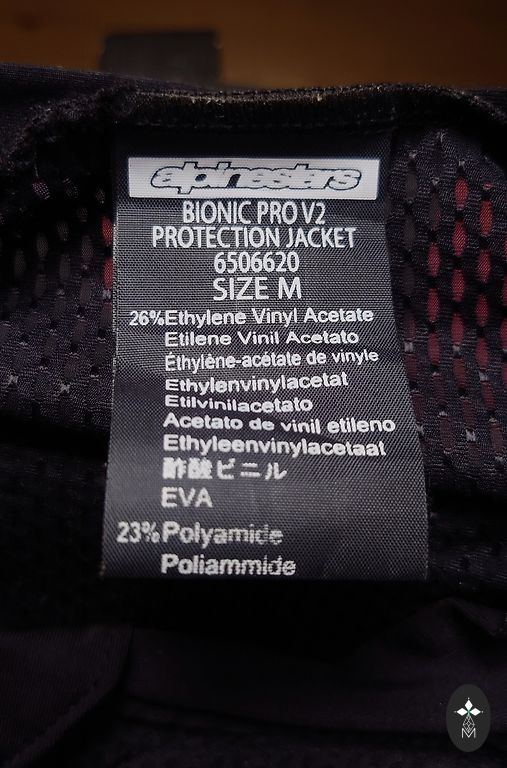 alpinestars
BIONIC PRO V2
PROTECTION JACKET
6506620
SIZE M
26%Ethylene Vinyl Acetate
Etilene Vinil Acetato
Éthylène-acétate de vinyle
Ethylenvinylacetat
Etilvinilacetato
Acetato de vinil etileno
Ethyleenvinylacetaat
酢酸ビニル
EVA
23%Polyamide
Poliammide
M